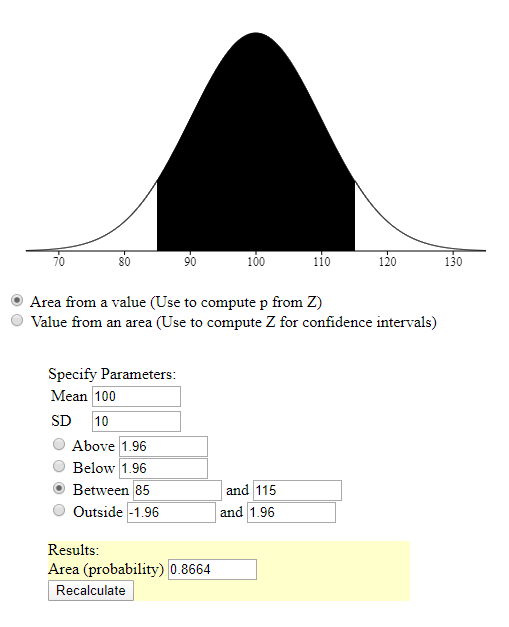 70 80 90 100 110 120 130
Area from a value (Use to compute p from Z)
Value from an area (Use to compute Z for confidence intervals)
Specify Parameters:
Mean 100
SD 10
Above 1.96
Below 1.96
Between 85 and 115
Outside -1.96 and 1.96
Results:
Area (probability) 0.8664
Recalculate